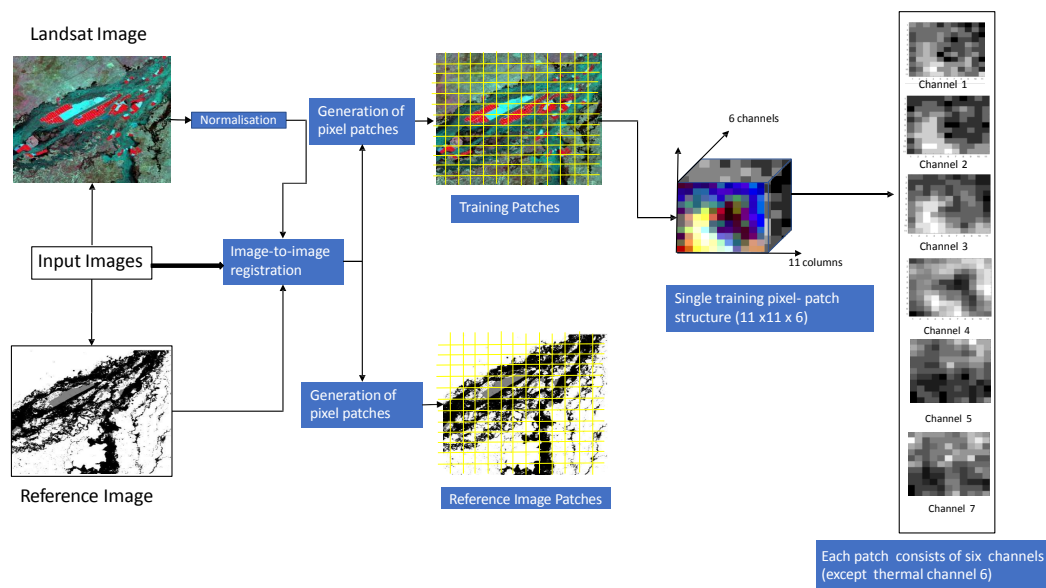 Landsat Image
Normalisation
Generation of
pixel patches
Training Patches
6 channels
11 columns
Single training pixel- patch
structure (11 x11 x 6)
Input Images
Image-to-image
registration
Reference Image
Generation of
pixel patches
Reference Image Patches
Channel 1
Channel 2
Channel 3
Channel 4
Channel 5
Channel 7
Each patch consists of six channels
(except thermal channel 6)